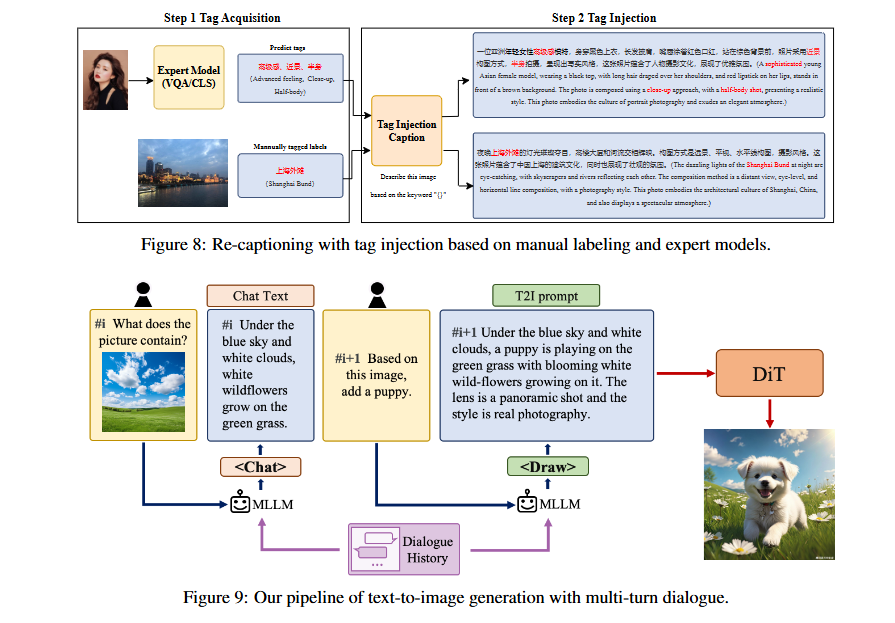 Step 1 Tag Acquisition
Predict tags
Expert Model
(VQA/CLS)
高级感、近景、半身
(Advanced feeling, Close-up,
Half-body)
Mannually tagged labels
上海外滩
(Shanghai Bund)
Step 2 Tag Injection
Tag Injection
Caption
Describe this image
based on the keyword "{}"
一位亚洲年轻女性高级感模特，身穿黑色上衣，长发披肩，嘴唇涂着红色口红，站在棕色背景前，照片采用近景
构图方式，半身拍摄，呈现出写实风格，这张照片蕴含了人物摄影文化，展现了优雅氛围。(A sophisticated young
Asian female model, wearing a black top, with long hair draped over her shoulders, and red lipstick on her lips, stands in
front of a brown background. The photo is composed using a close-up approach, with a half-body shot, presenting a realistic
style. This photo embodies the culture of portrait photography and exudes an elegant atmosphere.)
夜晚上海外滩的灯光璀璨夺目，高楼大厦和河流交相辉映。构图方式是远景、平视、水平线构图，摄影风格。这
张照片蕴含了中国上海的建筑文化，同时也展现了壮观的氛围。(The dazzling lights of the Shanghai Bund at night are
eye-catching, with skyscrapers and rivers reflecting each other. The composition method is a distant view, eye-level, and
horizontal line composition, with a photography style. This photo embodies the architectural culture of Shanghai, China,
and also displays a spectacular atmosphere.)
Figure 8: Re-captioning with tag injection based on manual labeling and expert models.
#i What does the
picture contain?
Chat Text
#i Under the
blue sky and
white clouds,
white
wildflowers
grow on the
green grass.
<Chat>
MLLM
#i+1 Based on
this image,
add a puppy.
T2I prompt
#i+1 Under the blue sky and white
clouds, a puppy is playing on the
green grass with blooming white
wild-flowers growing on it. The
lens is a panoramic shot and the
style is real photography.
<Draw>
MLLM
Dialogue
History
DiT
Figure 9: Our pipeline of text-to-image generation with multi-turn dialogue.